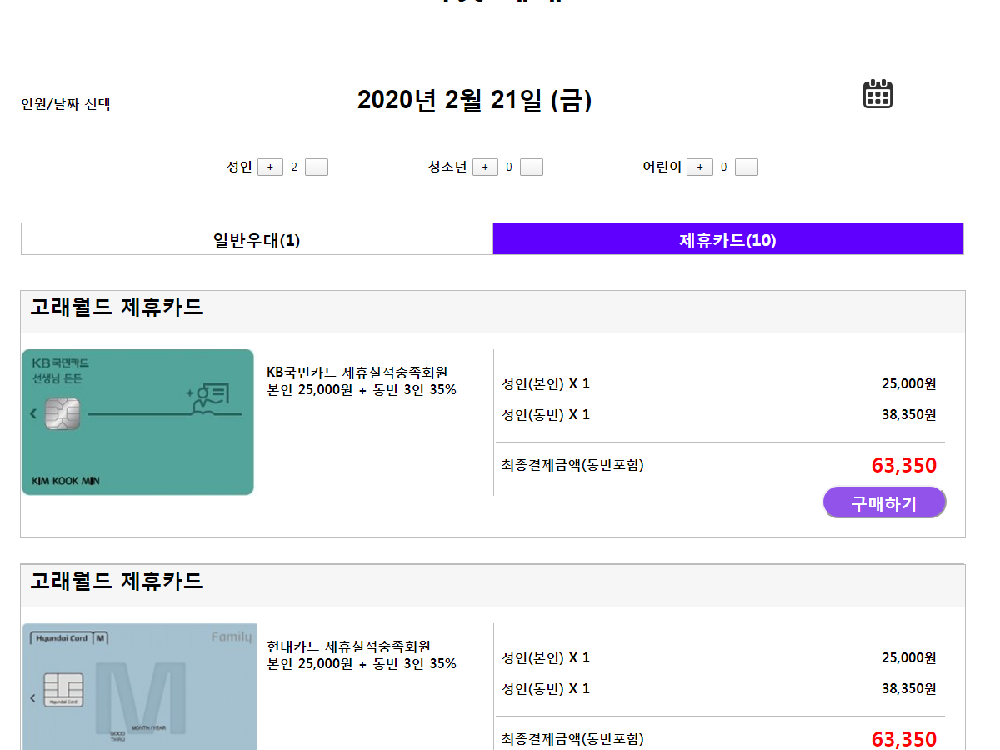 2020년 2월 21일 (금)
인원/날짜 선택
성인 + 2 - 청소년 + 0 - 어린이 + 0 -
일반우대(1) 제휴카드(10)
고래월드 제휴카드
KB국민카드
선생님 든든
KIM KOOK MIN
KB국민카드 제휴실적충족회원
본인 25,000원 + 동반 3인 35%
성인(본인) X 1 25,000원
성인(동반) X 1 38,350원
최종결제금액(동반포함) 63,350
구매하기
고래월드 제휴카드
Hyundai Card M Family
M
Hyundai Card
GOOD THRU MONTH/YEAR
현대카드 제휴실적충족회원
본인 25,000원 + 동반 3인 35%
성인(본인) X 1 25,000원
성인(동반) X 1 38,350원
최종결제금액(동반포함) 63,350